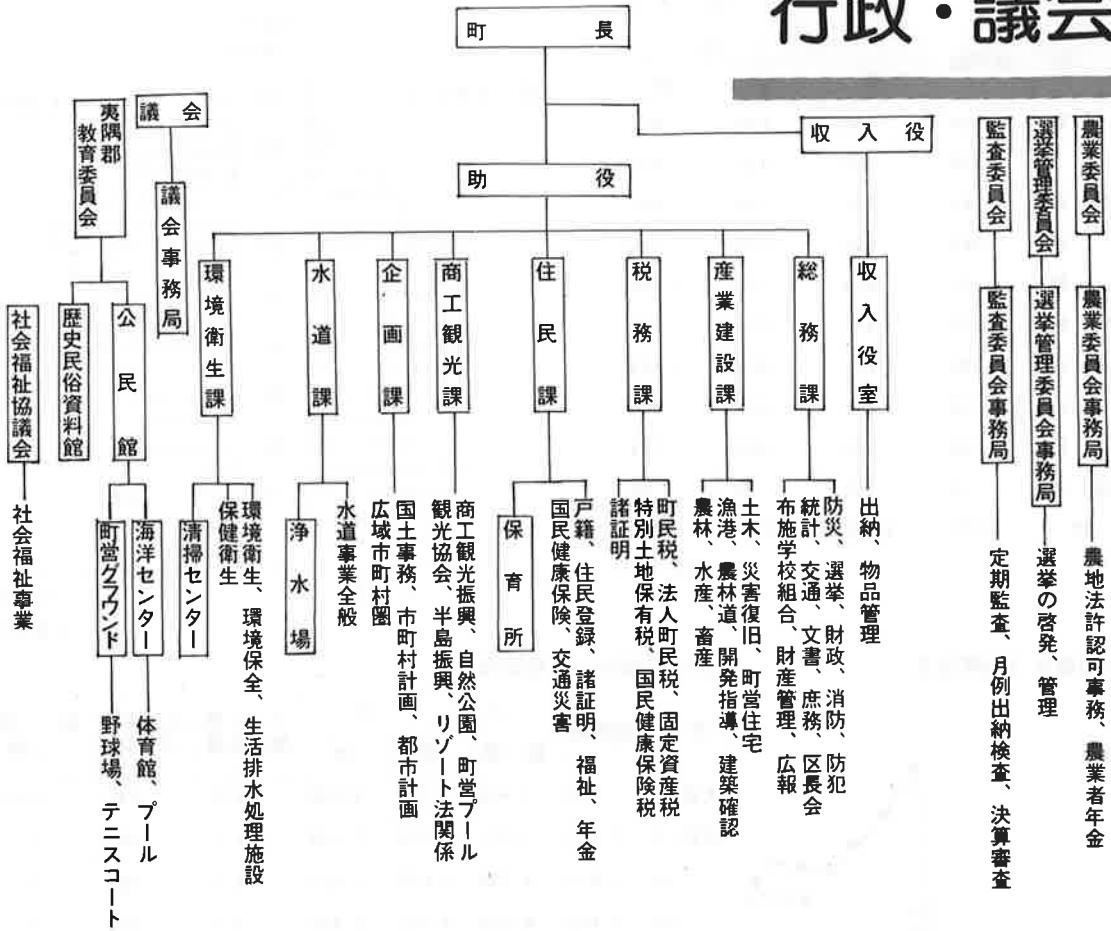 行政・議会
町長
収入役
助役
農業委員会
選挙管理委員会
監査委員会
議会
夷隅郡
教育委員会
農業委員会事務局
選挙管理委員会事務局
監査委員会事務局
収入役室
総務課
産業建設課
税務課
住民課
商工観光課
企画課
水道課
環境衛生課
議会事務局
公民館
歴史民俗資料館
社会福祉協議会
農地法許認可事務、農業者年金
選挙の啓発、管理
定期監査、月例出納検査、決算審査
出納、物品管理
防災、選挙、財政、消防、防犯
統計、交通、文書、庶務、区長会
布施学校組合、財産管理、広報
土木、災害復旧、町営住宅
漁港、農林道、開発指導、建築確認
農林、水産、畜産
町民税、法人町民税、固定資産税
特別土地保有税、国民健康保険税
諸証明
戸籍、住民登録、諸証明、福祉、年金
国民健康保険、交通災害
保育所
商工観光振興、自然公園、町営プール
観光協会、半島振興、リゾート法関係
国土事務、市町村計画、都市計画
広域市町村圏
水道事業全般
浄水場
環境衛生、環境保全、生活排水処理施設
保健衛生
清掃センター
海洋センター
町営グラウンド
体育館、プール
野球場、テニスコート
社会福祉事業